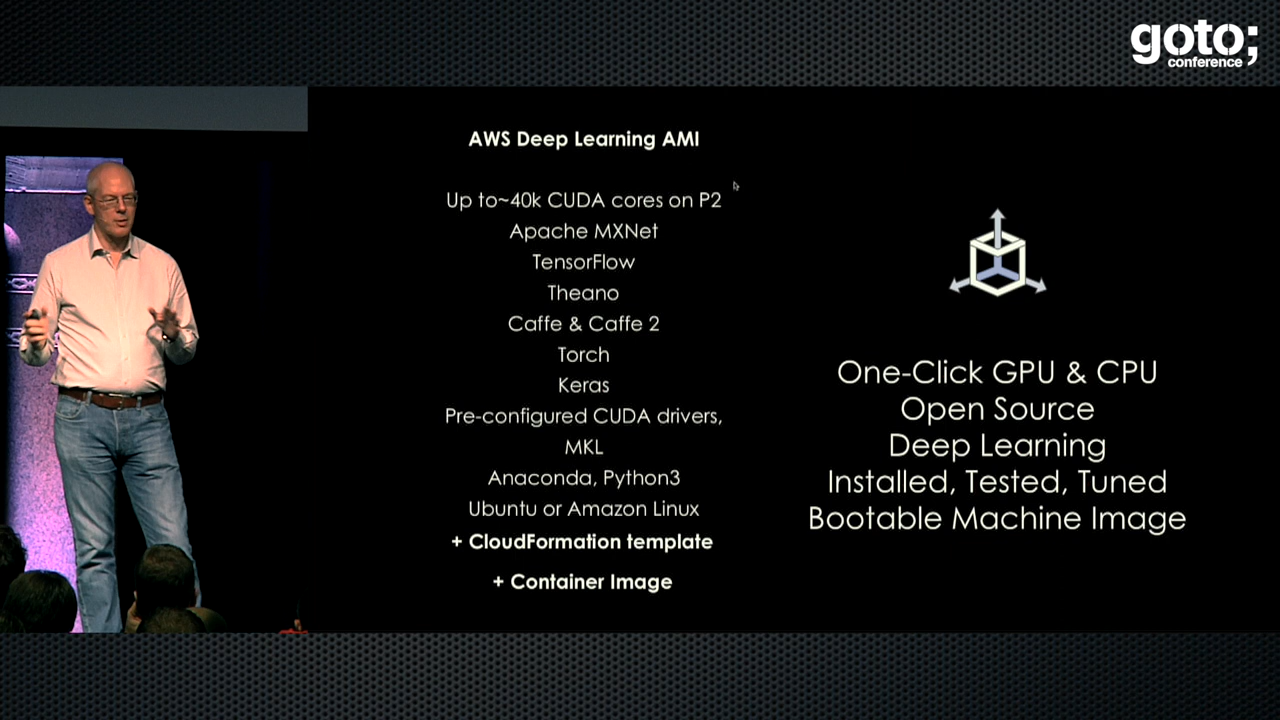 goto;
conference
AWS Deep Learning AMI
Up to~40k CUDA cores on P2
Apache MXNet
TensorFlow
Theano
Caffe & Caffe 2
Torch
Keras
Pre-configured CUDA drivers,
MKL
Anaconda, Python3
Ubuntu or Amazon Linux
+ CloudFormation template
+ Container Image
One-Click GPU & CPU
Open Source
Deep Learning
Installed, Tested, Tuned
Bootable Machine Image